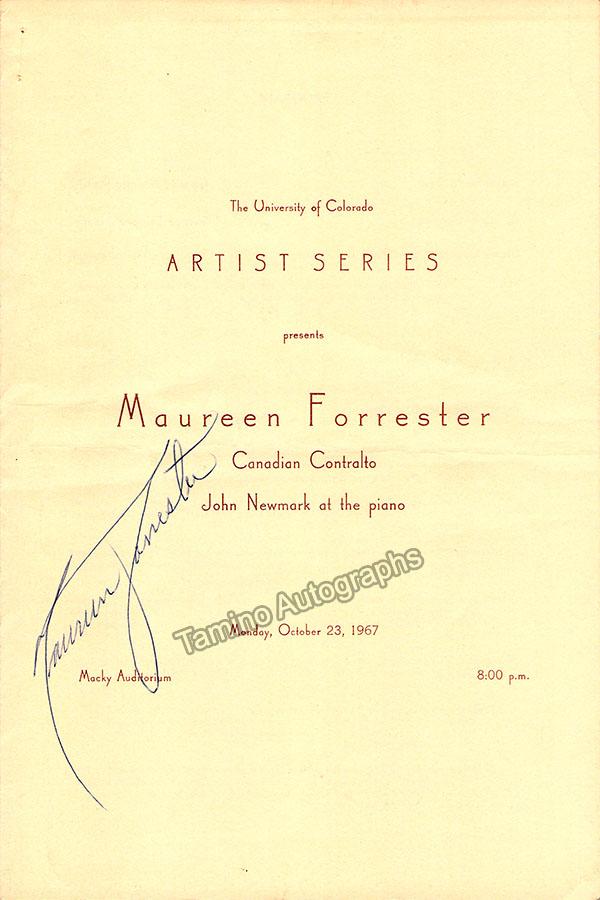 The University of Colorado
ARTIST SERIES
presents
Maureen Forrester
Canadian Contralto
John Newmark at the piano
Maureen Forrester
Tamino Autographs
Monday, October 23, 1967
Macky Auditorium 8:00 p.m.